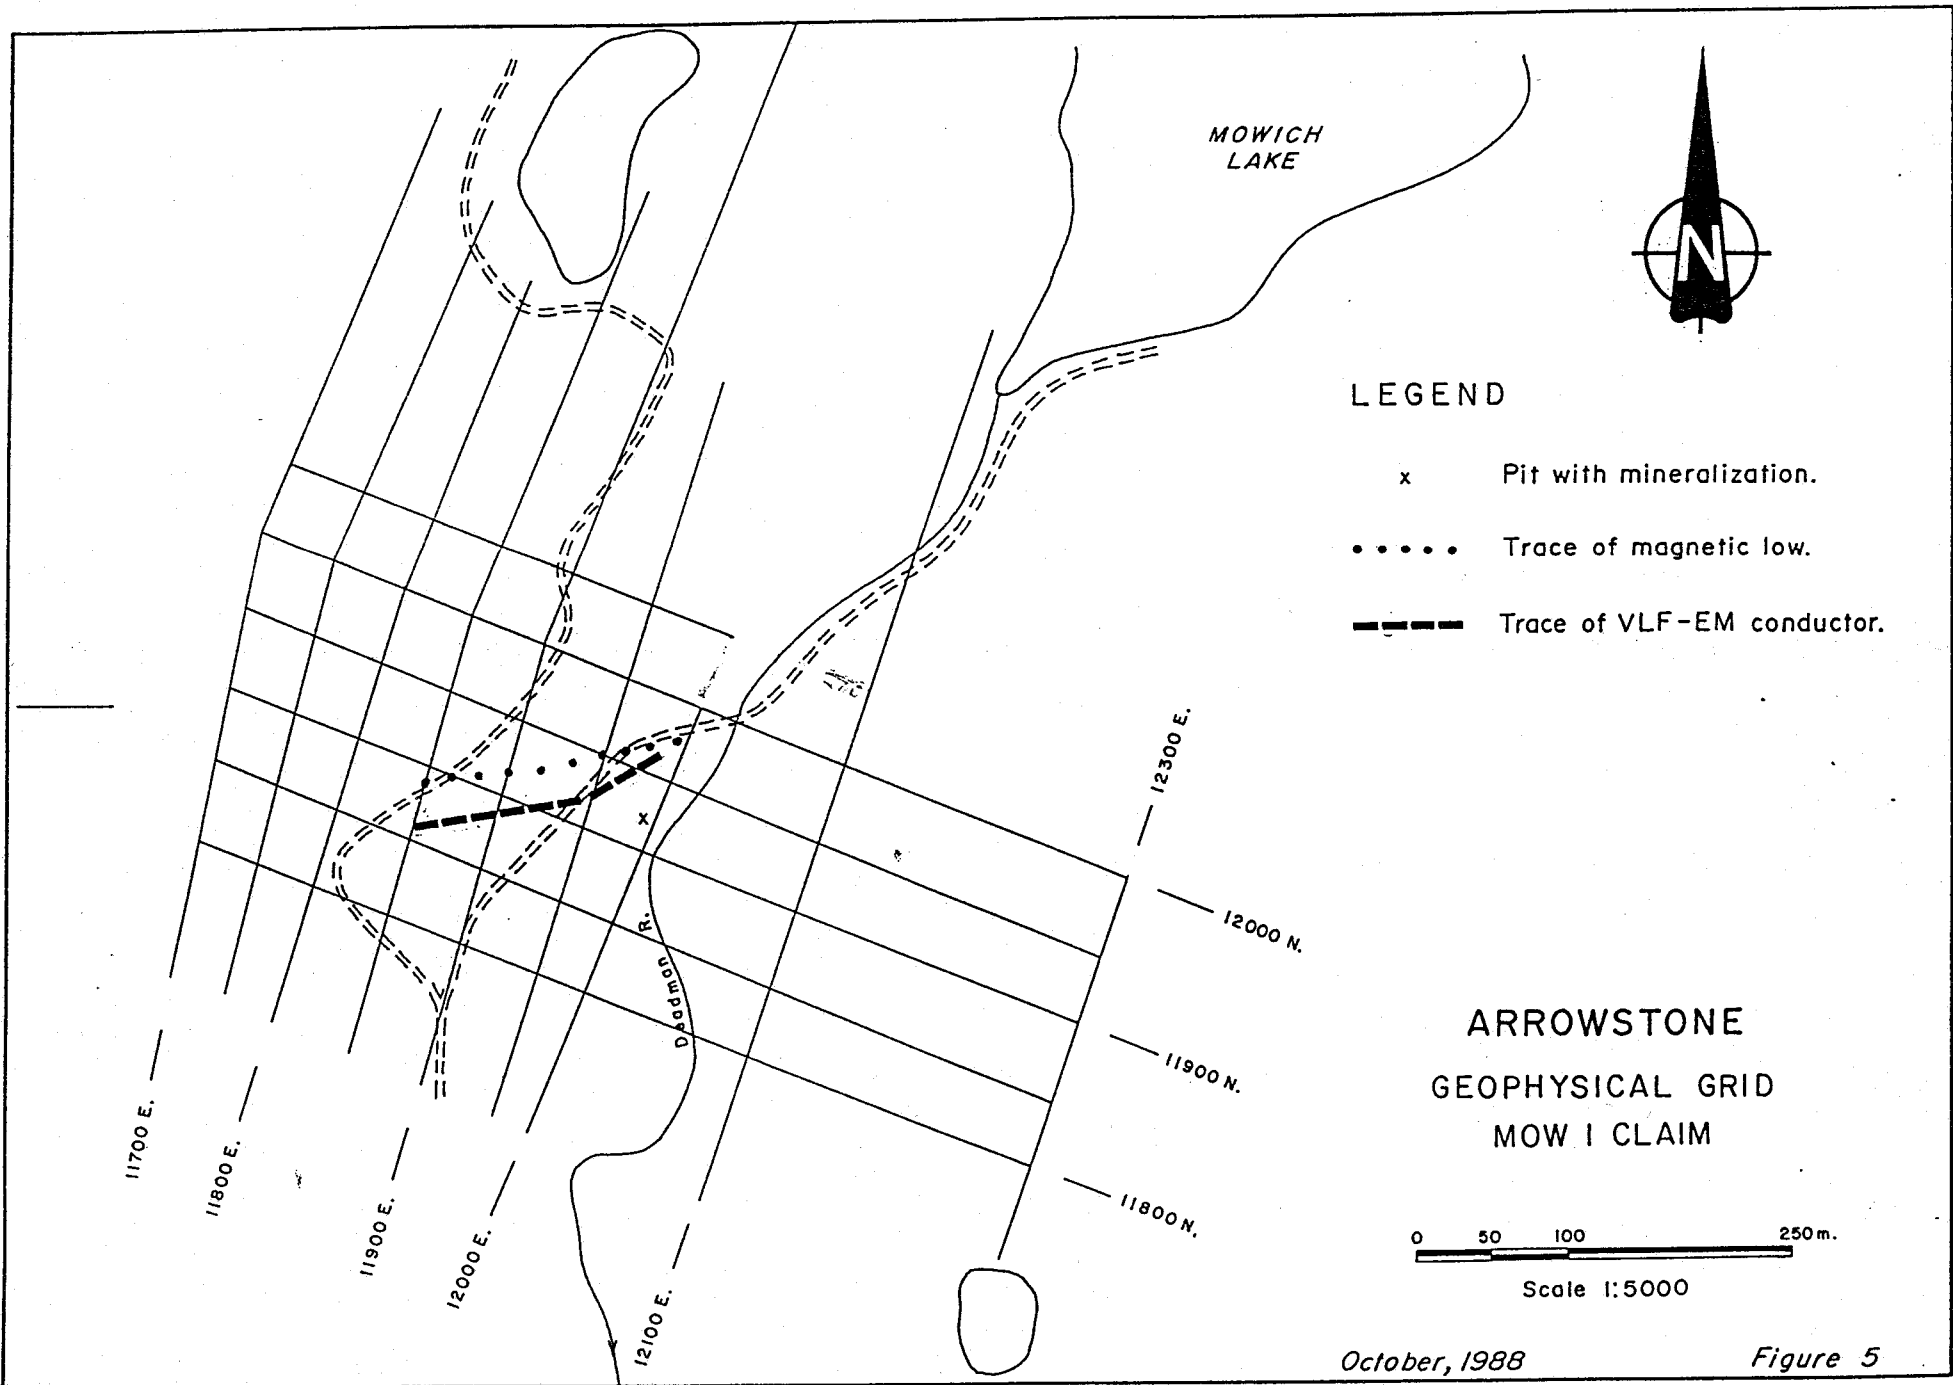 MOWICH
LAKE
N
LEGEND
x Pit with mineralization.
Trace of magnetic low.
Trace of VLF-EM conductor.
x
12300 E.
12000 N.
11900 N.
11800 N.
Deadman R.
11700 E.
11800 E.
11900 E.
12000 E.
12100 E.
ARROWSTONE
GEOPHYSICAL GRID
MOW 1 CLAIM
0 50 100 250 m.
Scale 1:5000
October, 1988
Figure 5